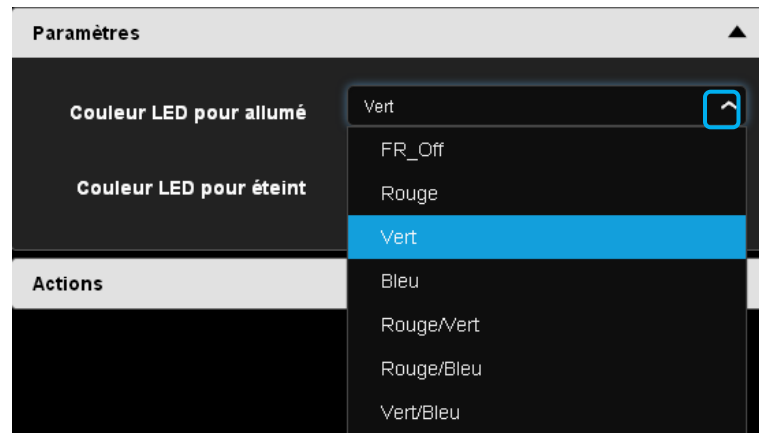 Paramètres
Couleur LED pour allumé
Vert
FR_Off
Couleur LED pour éteint
Rouge
Vert
Actions
Bleu
Rouge/Vert
Rouge/Bleu
Vert/Bleu